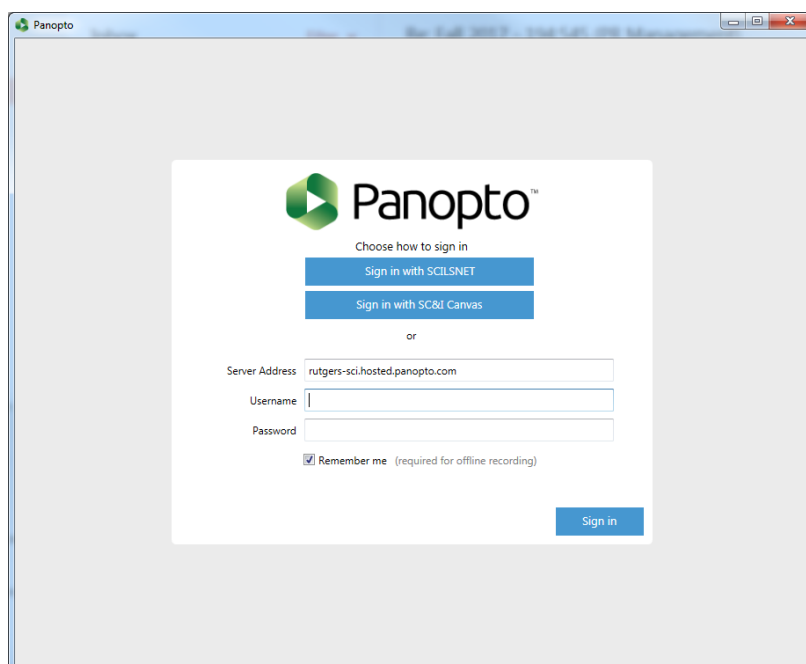 Panopto
Panopto™
Choose how to sign in
Sign in with SCILSNET
Sign in with SC&I Canvas
or
Server Address rutgers-sci.hosted.panopto.com
Username
Password
Remember me (required for offline recording)
Sign in